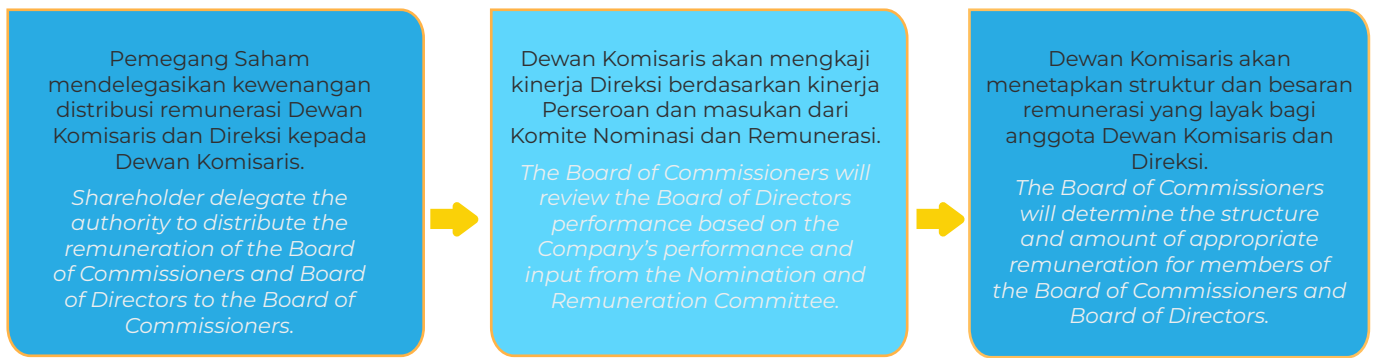 Pemegang Saham
mendelegasikan kewenangan
distribusi remunerasi Dewan
Komisaris dan Direksi kepada
Dewan Komisaris.
Shareholder delegate the
authority to distribute the
remuneration of the Board
of Commissioners and Board
of Directors to the Board of
Commissioners.
Dewan Komisaris akan mengkaji
kinerja Direksi berdasarkan kinerja
Perseroan dan masukan dari
Komite Nominasi dan Remunerasi.
The Board of Commissioners will
review the Board of Directors
performance based on the
Company’s performance and
input from the Nomination and
Remuneration Committee.
Dewan Komisaris akan
menetapkan struktur dan besaran
remunerasi yang layak bagi
anggota Dewan Komisaris dan
Direksi.
The Board of Commissioners
will determine the structure
and amount of appropriate
remuneration for members of
the Board of Commissioners and
Board of Directors.